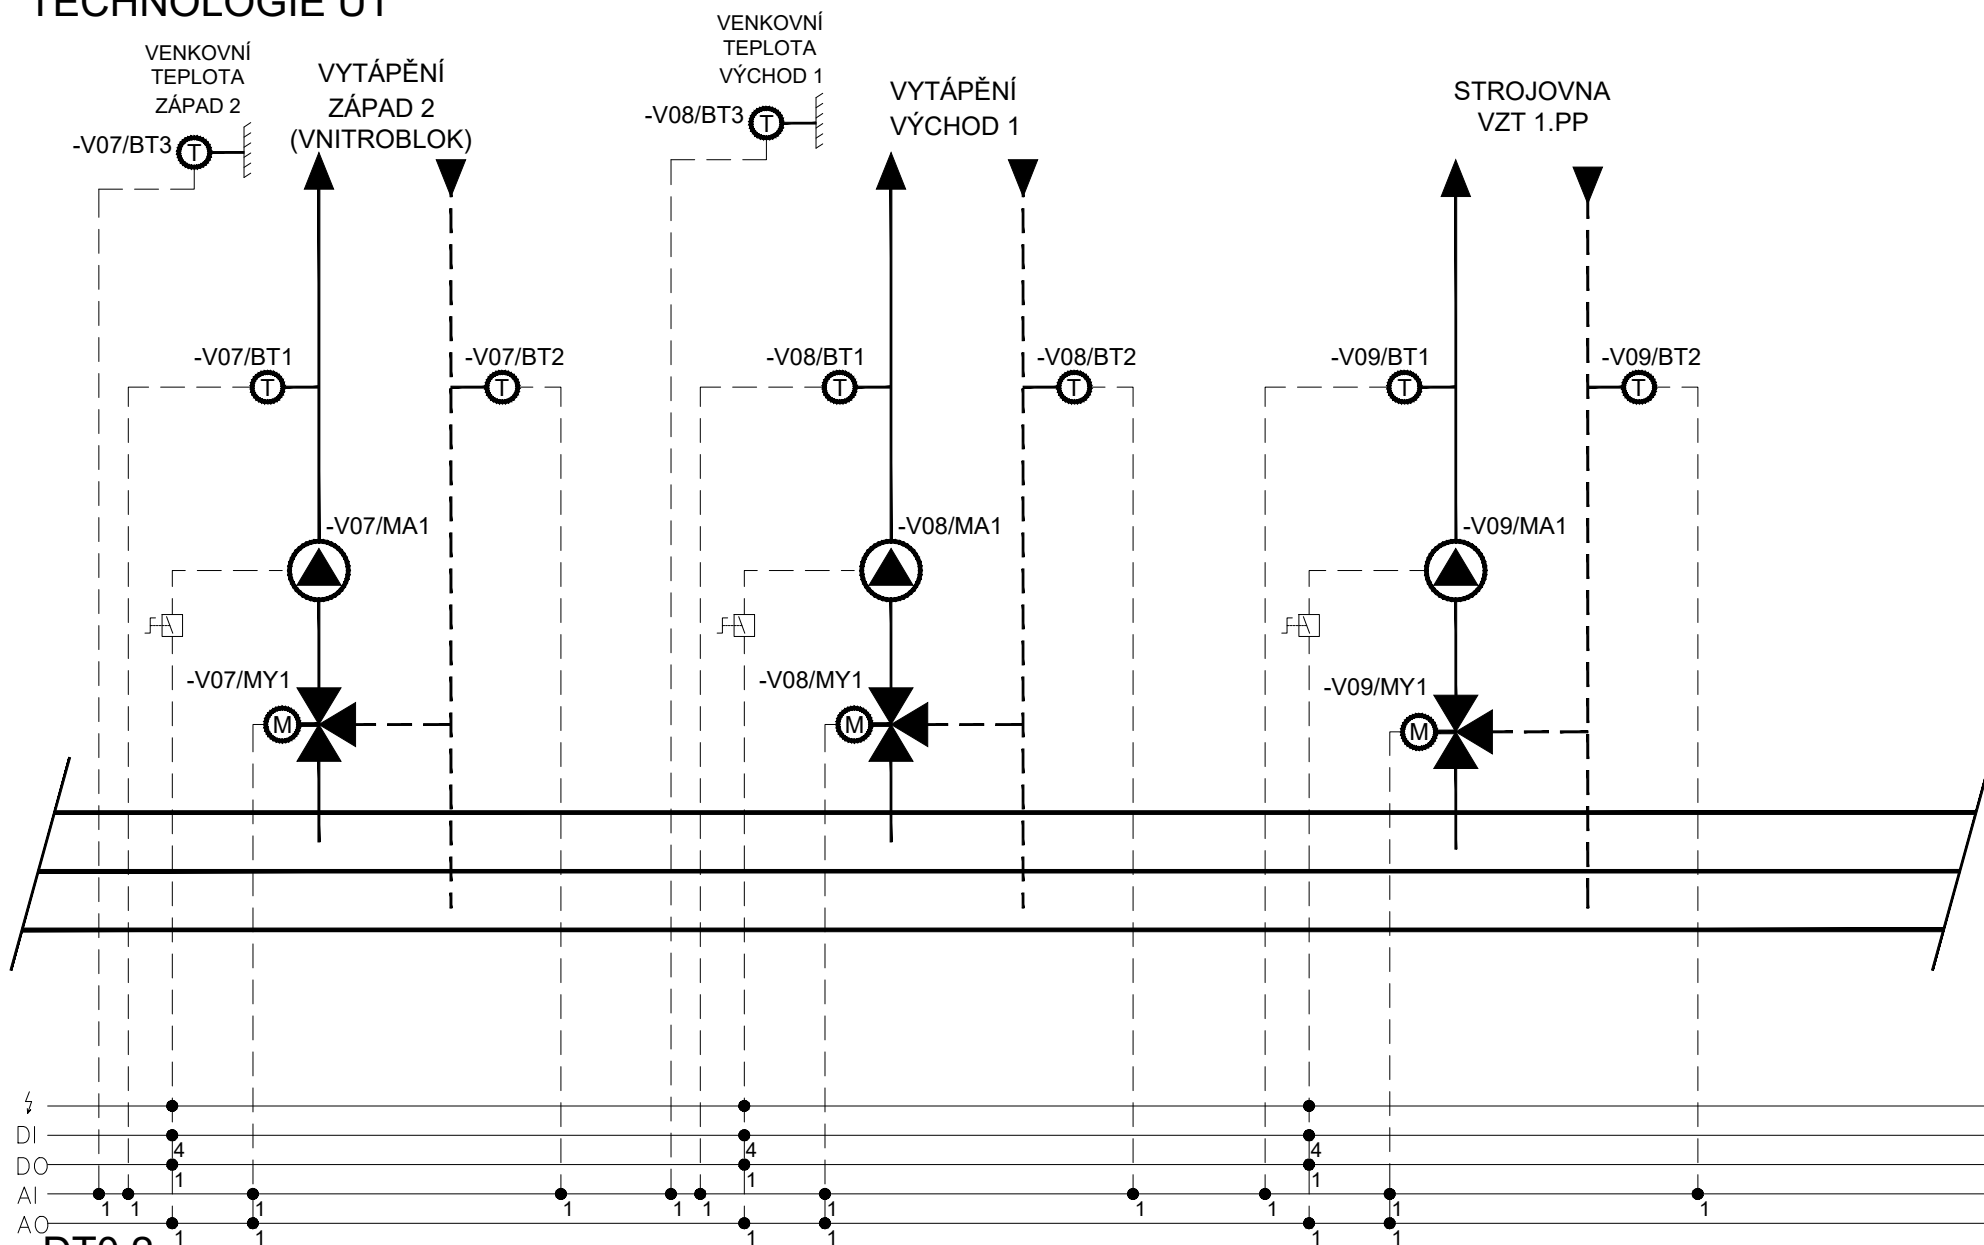 TECHNOLOGIE ÚT
VENKOVNÍ
TEPLOTA
ZÁPAD 2
-V07/BT3
T
VYTÁPĚNÍ
ZÁPAD 2
(VNITROBLOK)
VENKOVNÍ
TEPLOTA
VÝCHOD 1
-V08/BT3
T
VYTÁPĚNÍ
VÝCHOD 1
STROJOVNA
VZT 1.PP
-V07/BT1
T
-V07/BT2
T
-V08/BT1
T
-V08/BT2
T
-V09/BT1
T
-V09/BT2
T
-V07/MA1
-V08/MA1
-V09/MA1
-V07/MY1
M
-V08/MY1
M
-V09/MY1
M
DI
4 4 4
DO
1 1 1
AI
1 1 1 1 1 1 1 1 1 1 1
AO
1 1 1 1 1 1